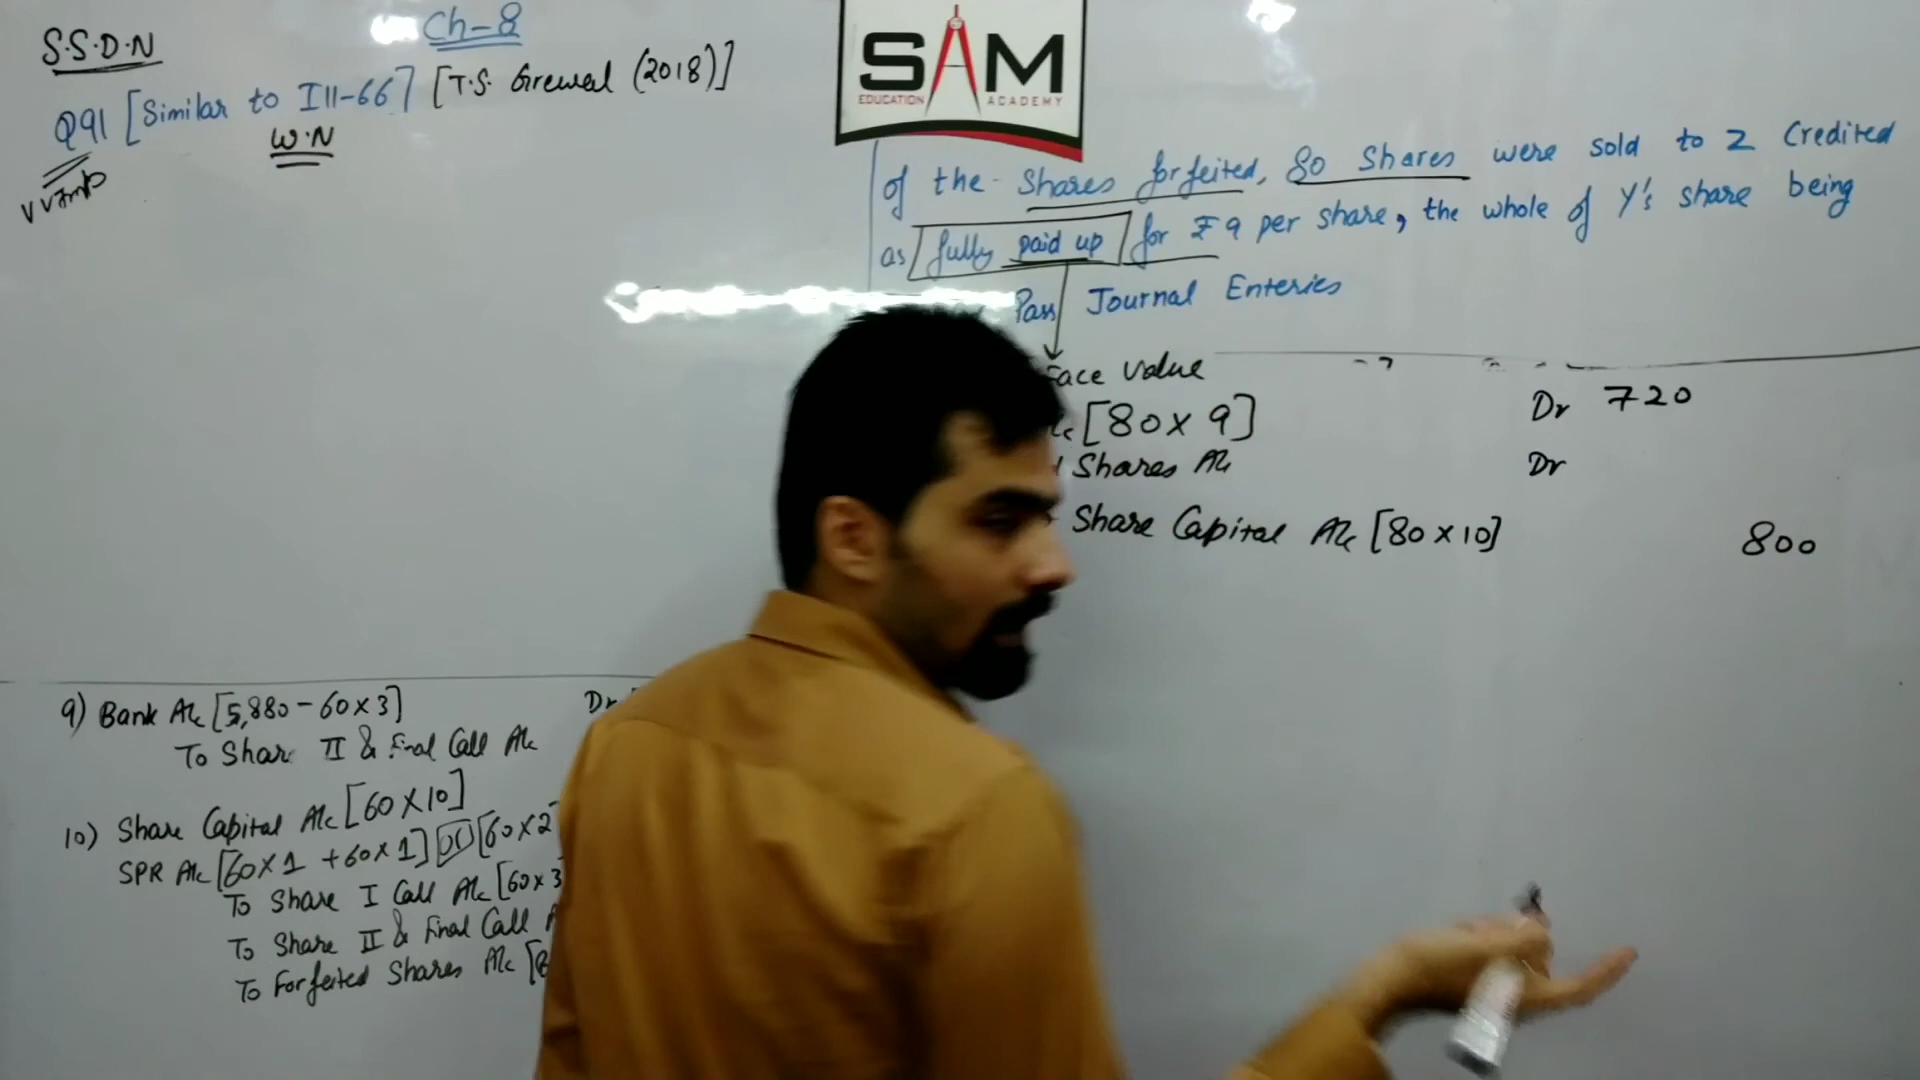 S.S.D.N
Ch-8
Q91 [Similar to Ill-66] [T.S. Grewal (2018)]
W.N
V V Imp
SAM
EDUCATION ACADEMY
of the Shares forfeited, 80 Shares were sold to Z Credited
as fully paid up for ₹ 9 per share, the whole of Y's share being
Pass Journal Enteries
Face Value
[80 x 9] Dr 720
Shares A/c Dr
Share Capital A/c [80 x 10] 800
9) Bank A/c [5,880 - 60 x 3] Dr
To Share II & Final Call A/c
10) Share Capital A/c [60 x 10]
SPR A/c [60 x 1 + 60 x 1] or [60 x 2
To Share I Call A/c [60 x 3
To Share II & Final Call
To Forfeited Shares A/c